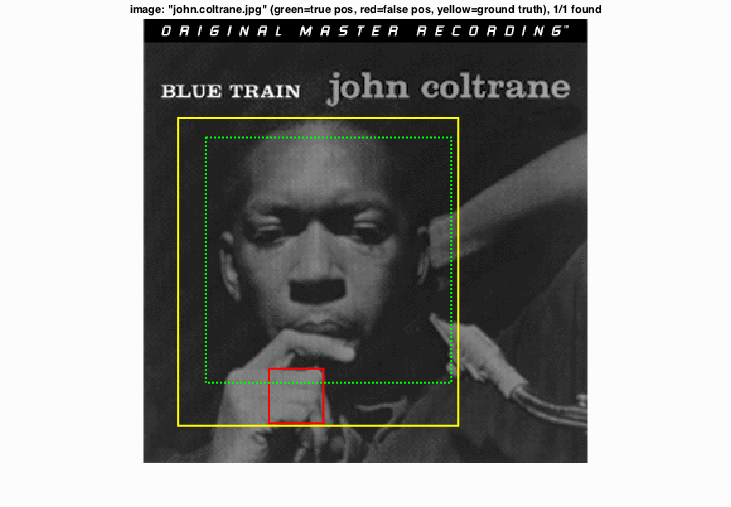 image: "john.coltrane.jpg" (green=true pos, red=false pos, yellow=ground truth), 1/1 found
ORIGINAL MASTER RECORDING™
BLUE TRAIN john coltrane